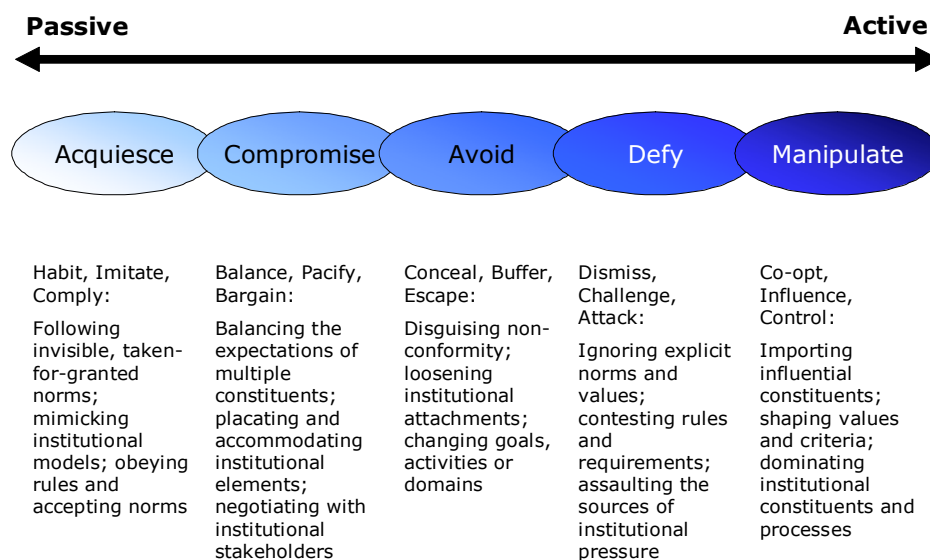 Passive
Active
Acquiesce
Compromise
Avoid
Defy
Manipulate
Habit, Imitate,
Comply:
Following
invisible, taken-
for-granted
norms;
mimicking
institutional
models; obeying
rules and
accepting norms
Balance, Pacify,
Bargain:
Balancing the
expectations of
multiple
constituents;
placating and
accommodating
institutional
elements;
negotiating with
institutional
stakeholders
Conceal, Buffer,
Escape:
Disguising non-
conformity;
loosening
institutional
attachments;
changing goals,
activities or
domains
Dismiss,
Challenge,
Attack:
Ignoring explicit
norms and
values;
contesting rules
and
requirements;
assaulting the
sources of
institutional
pressure
Co-opt,
Influence,
Control:
Importing
influential
constituents;
shaping values
and criteria;
dominating
institutional
constituents and
processes